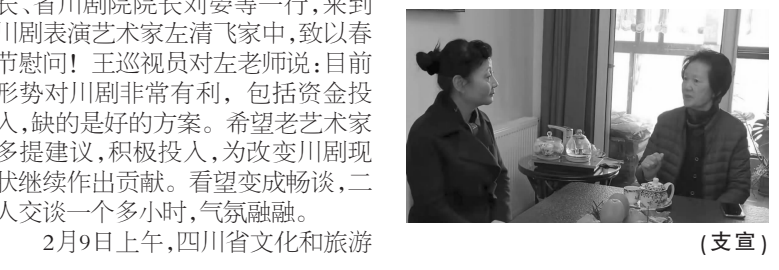 长、省川剧院院长刘萎等一行,来到
川剧表演艺术家左清飞家中,致以春
节慰问!王巡视员对左老师说:目前
形势对川剧非常有利,包括资金投
入,缺的是好的方案。希望老艺术家
多提建议,积极投入,为改变川剧现
状继续作出贡献。看望变成畅谈,二
人交谈一个多小时,气氛融融。
2月9日上午,四川省文化和旅游
(支宣)